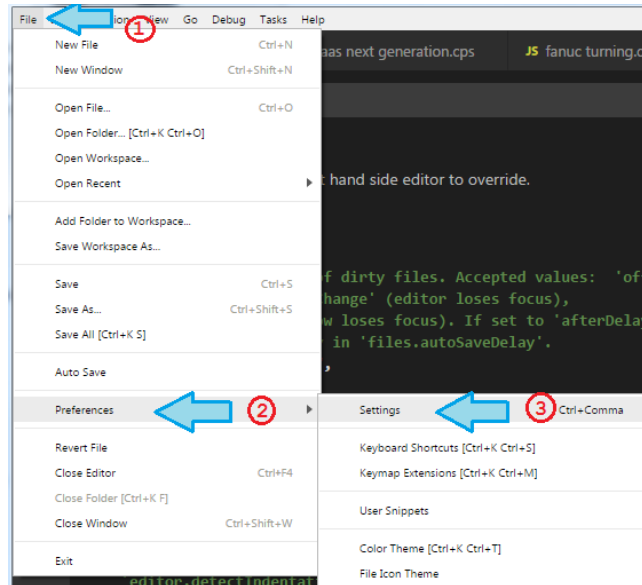 File ion View Go Debug Tasks Help
1
New File Ctrl+N
New Window Ctrl+Shift+N
aas next generation.cps JS fanuc turning.c
Open File... Ctrl+O
Open Folder... [Ctrl+K Ctrl+O]
Open Workspace...
Open Recent
t hand side editor to override.
Add Folder to Workspace...
Save Workspace As...
Save Ctrl+S
of dirty files. Accepted values: 'of
Save As... Ctrl+Shift+S
hange' (editor loses focus),
w loses focus). If set to 'afterDelay
Save All [Ctrl+K S]
in 'files.autoSaveDelay'.
Auto Save
,
Preferences 2
Settings 3 Ctrl+Comma
Revert File
Keyboard Shortcuts [Ctrl+K Ctrl+S]
Close Editor Ctrl+F4
Keymap Extensions [Ctrl+K Ctrl+M]
Close Folder [Ctrl+K F]
User Snippets
Close Window Ctrl+Shift+W
Color Theme [Ctrl+K Ctrl+T]
Exit
File Icon Theme
editor.detectIndentat